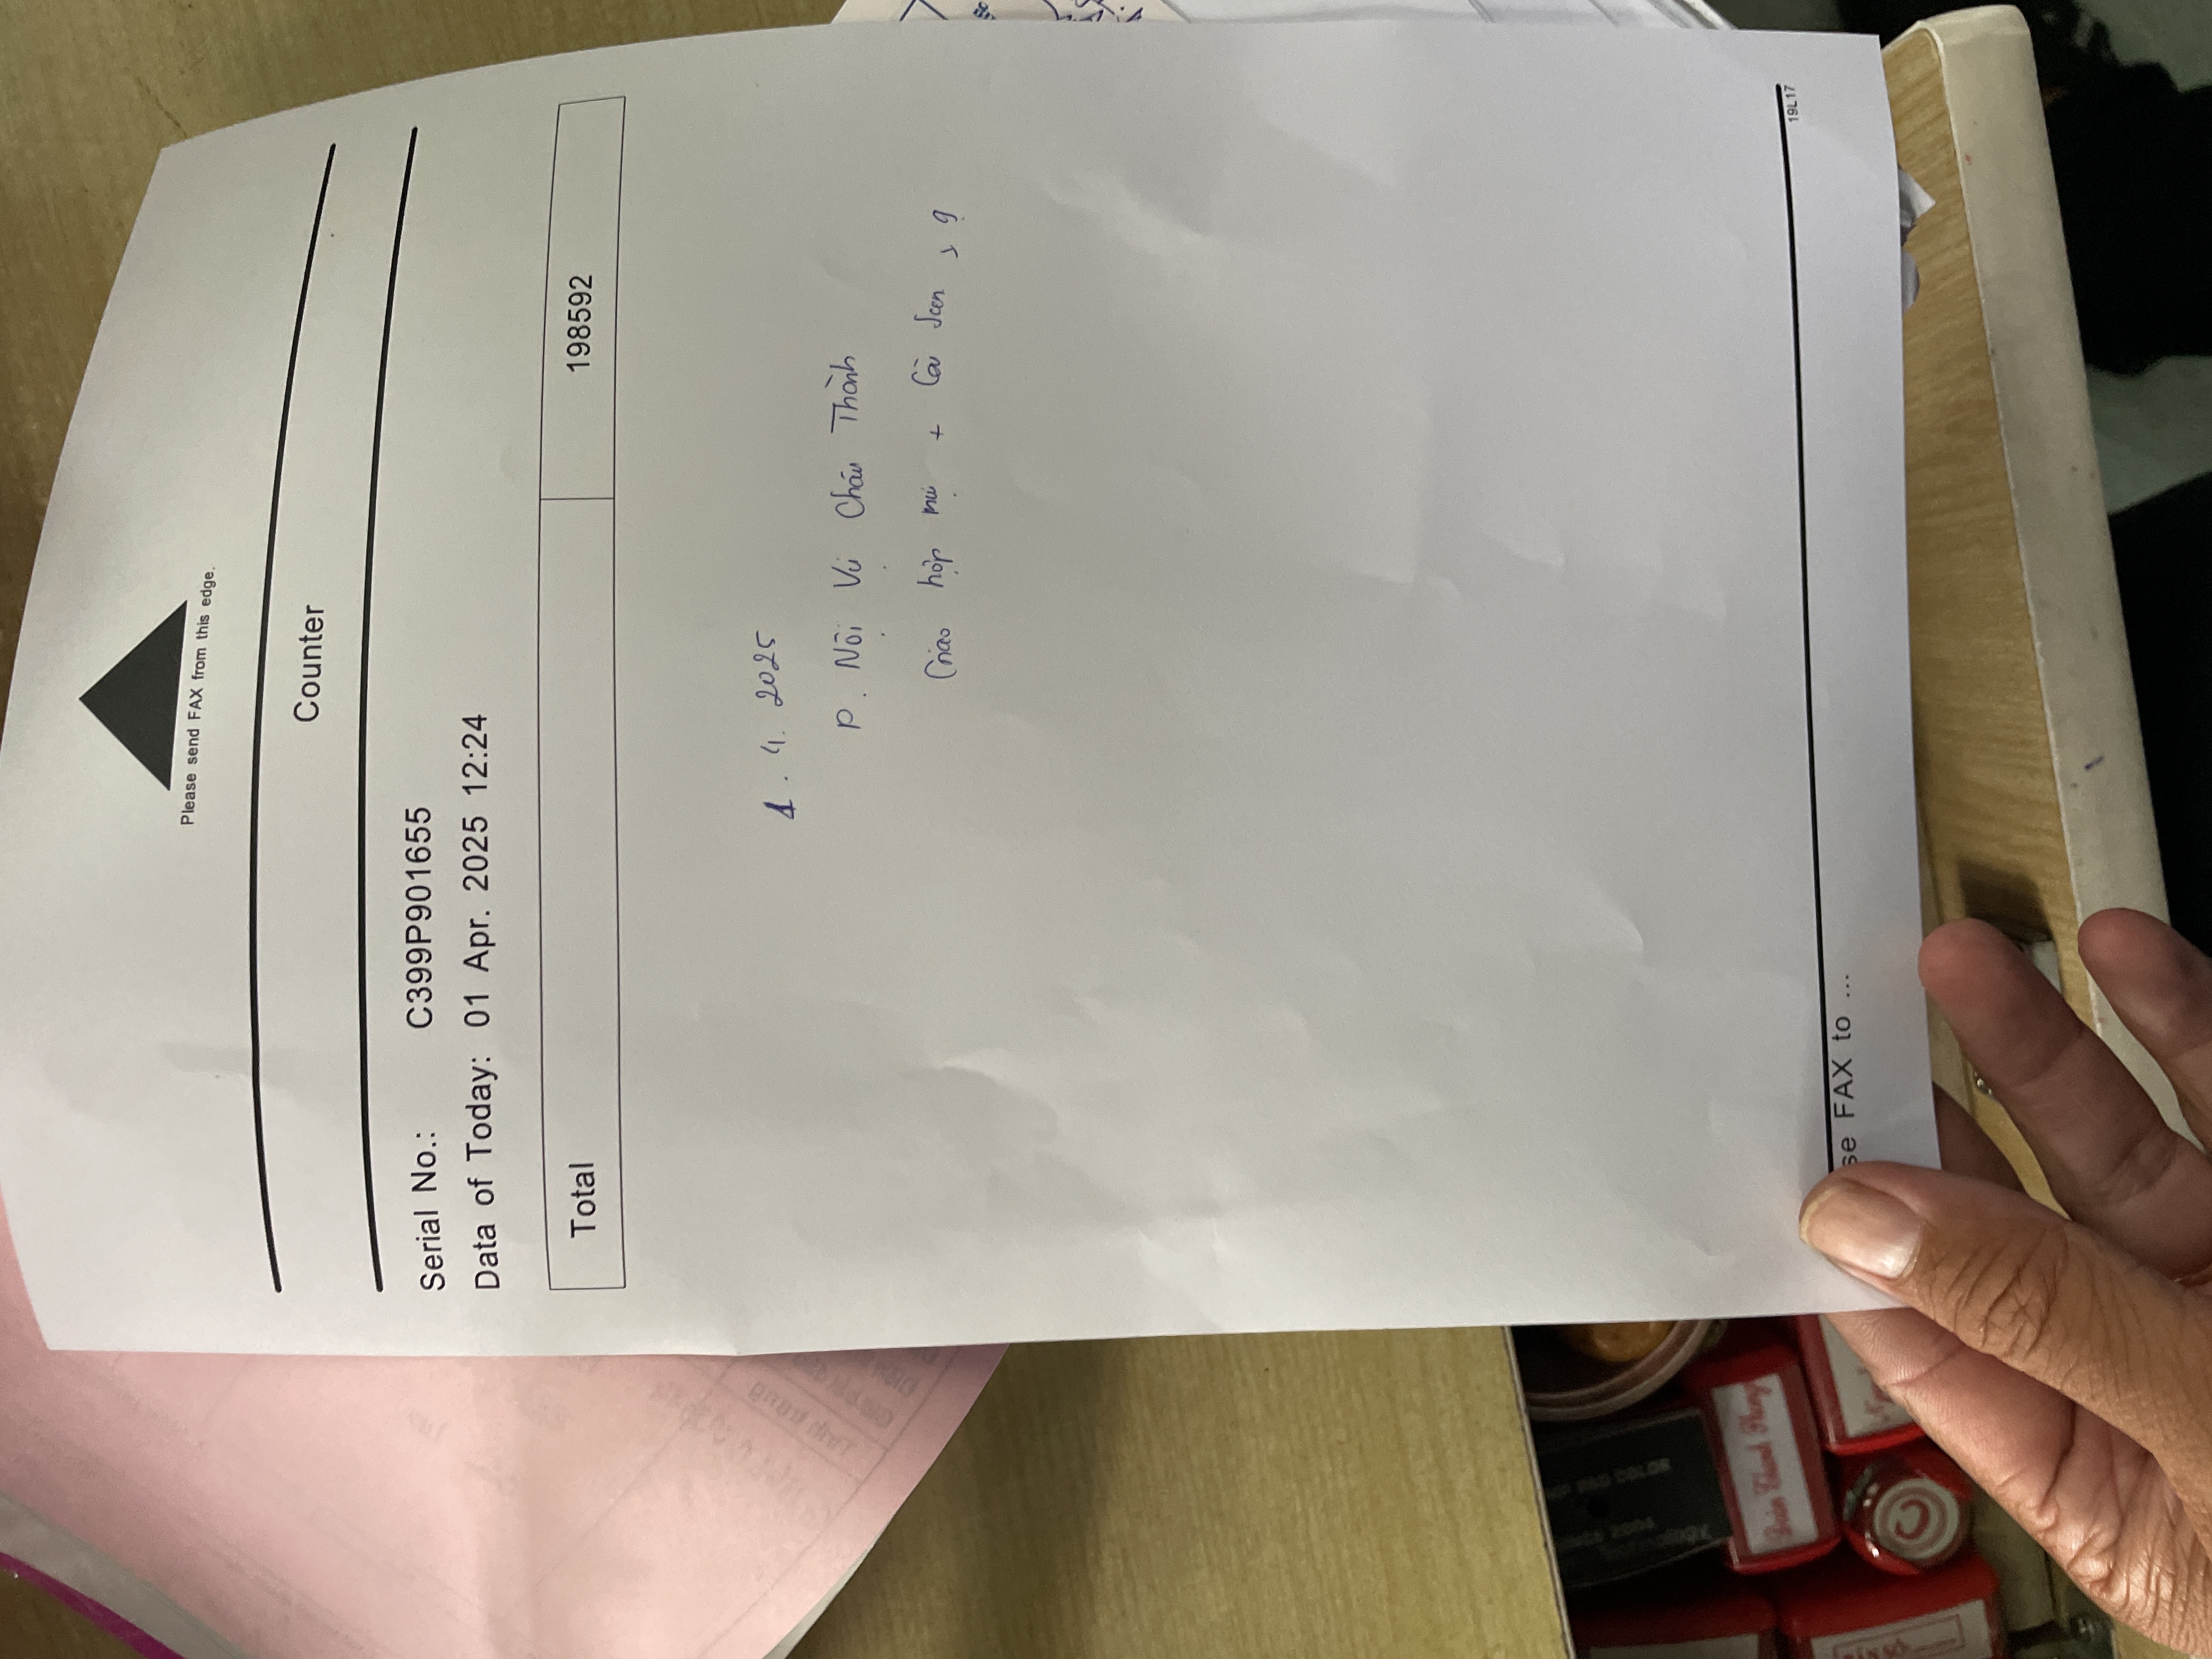 Please send FAX from this edge.
Counter
Serial No.: C399P901655
Data of Today: 01 Apr. 2025 12:24
Total 198592
1. 4. 2025
P. Nội Vụ Châu Thành
Giao hộp mực + Cài Scan
se FAX to ...
19L17